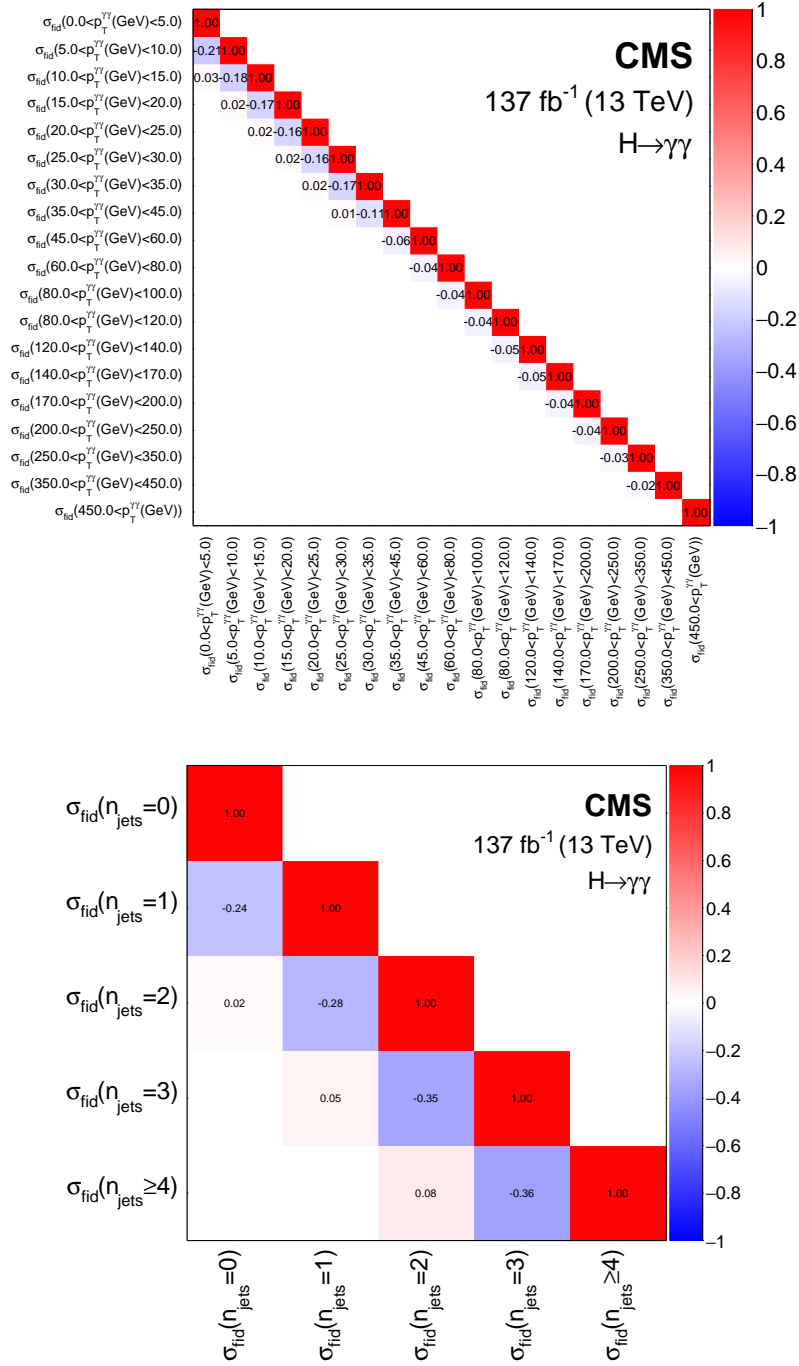 σfid(0.0<pTγγ(GeV)<5.0) 1.00
σfid(5.0<pTγγ(GeV)<10.0) -0.21 1.00
σfid(10.0<pTγγ(GeV)<15.0) 0.03 -0.18 1.00
σfid(15.0<pTγγ(GeV)<20.0) 0.02 -0.17 1.00
σfid(20.0<pTγγ(GeV)<25.0) 0.02 -0.16 1.00
σfid(25.0<pTγγ(GeV)<30.0) 0.02 -0.16 1.00
σfid(30.0<pTγγ(GeV)<35.0) 0.02 -0.17 1.00
σfid(35.0<pTγγ(GeV)<45.0) 0.01 -0.11 1.00
σfid(45.0<pTγγ(GeV)<60.0) -0.06 1.00
σfid(60.0<pTγγ(GeV)<80.0) -0.04 1.00
σfid(80.0<pTγγ(GeV)<100.0) -0.04 1.00
σfid(80.0<pTγγ(GeV)<120.0) -0.04 1.00
σfid(120.0<pTγγ(GeV)<140.0) -0.05 1.00
σfid(140.0<pTγγ(GeV)<170.0) -0.05 1.00
σfid(170.0<pTγγ(GeV)<200.0) -0.04 1.00
σfid(200.0<pTγγ(GeV)<250.0) -0.04 1.00
σfid(250.0<pTγγ(GeV)<350.0) -0.03 1.00
σfid(350.0<pTγγ(GeV)<450.0) -0.02 1.00
σfid(450.0<pTγγ(GeV)) 1.00
CMS
137 fb-1 (13 TeV)
H→γγ
1
0.8
0.6
0.4
0.2
0
−0.2
−0.4
−0.6
−0.8
−1
σfid(0.0<pTγγ(GeV)<5.0)
σfid(5.0<pTγγ(GeV)<10.0)
σfid(10.0<pTγγ(GeV)<15.0)
σfid(15.0<pTγγ(GeV)<20.0)
σfid(20.0<pTγγ(GeV)<25.0)
σfid(25.0<pTγγ(GeV)<30.0)
σfid(30.0<pTγγ(GeV)<35.0)
σfid(35.0<pTγγ(GeV)<45.0)
σfid(45.0<pTγγ(GeV)<60.0)
σfid(60.0<pTγγ(GeV)<80.0)
σfid(80.0<pTγγ(GeV)<100.0)
σfid(80.0<pTγγ(GeV)<120.0)
σfid(120.0<pTγγ(GeV)<140.0)
σfid(140.0<pTγγ(GeV)<170.0)
σfid(170.0<pTγγ(GeV)<200.0)
σfid(200.0<pTγγ(GeV)<250.0)
σfid(250.0<pTγγ(GeV)<350.0)
σfid(350.0<pTγγ(GeV)<450.0)
σfid(450.0<pTγγ(GeV))
σfid(njets=0) 1.00
σfid(njets=1) -0.24 1.00
σfid(njets=2) 0.02 -0.28 1.00
σfid(njets=3) 0.05 -0.35 1.00
σfid(njets≥4) 0.08 -0.36 1.00
CMS
137 fb-1 (13 TeV)
H→γγ
1
0.8
0.6
0.4
0.2
0
−0.2
−0.4
−0.6
−0.8
−1
σfid(njets=0)
σfid(njets=1)
σfid(njets=2)
σfid(njets=3)
σfid(njets≥4)